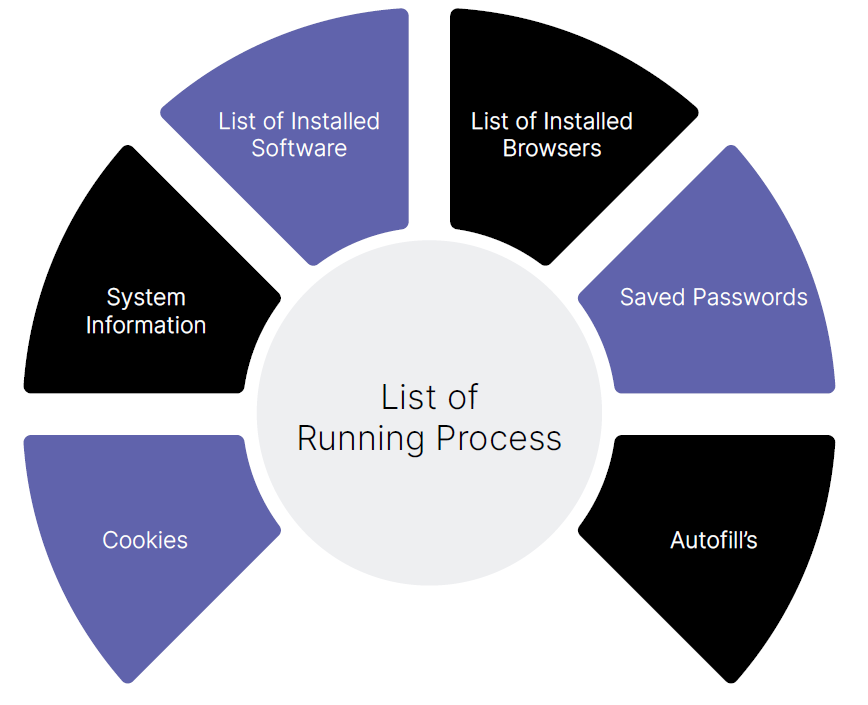 List of Installed
Software
List of Installed
Browsers
System
Information
Saved Passwords
List of
Running Process
Cookies
Autofill’s